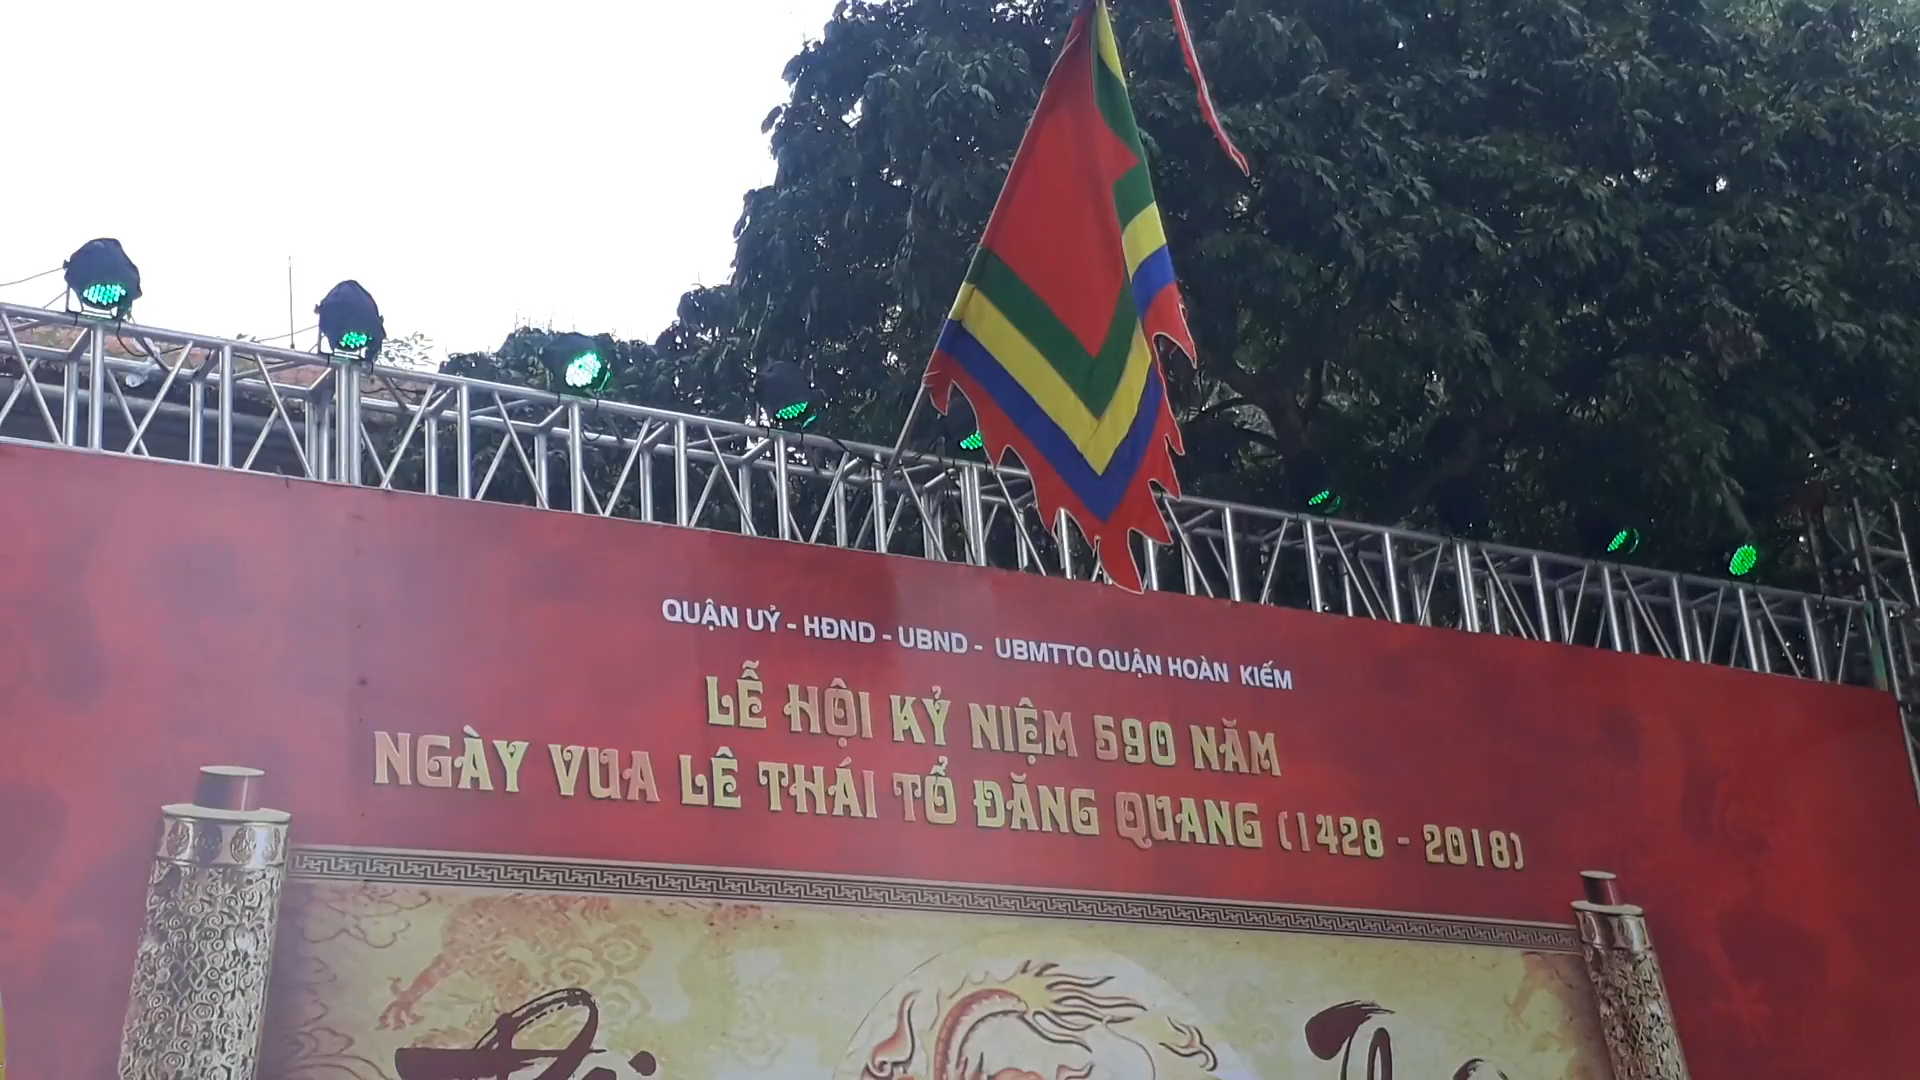 QUẬN UỶ - HĐND - UBND - UBMTTQ QUẬN HOÀN KIẾM
LỄ HỘI KỶ NIỆM 590 NĂM
NGÀY VUA LÊ THÁI TỔ ĐĂNG QUANG (1428 - 2018)